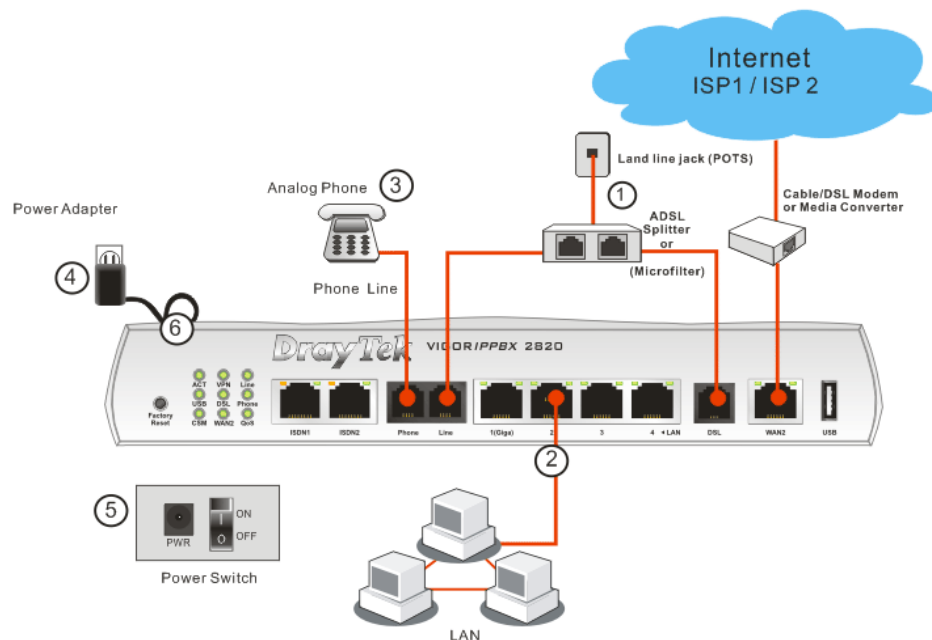 Internet
ISP1 / ISP 2
Land line jack (POTS)
1
3
Analog Phone
Cable/DSL Modem
or Media Converter
ADSL
Splitter
or
(Microfilter)
Power Adapter
4
Phone Line
6
DrayTek VIGORIPPBX 2820
ACT VPN Line
USB DSL Phone
CSM WAN2 QoS
Factory
Reset
ISDN1 ISDN2 Phone Line 1(Giga) 2 3 4 ◂LAN DSL WAN2 USB
2
5
PWR
ON
I
O
OFF
Power Switch
LAN